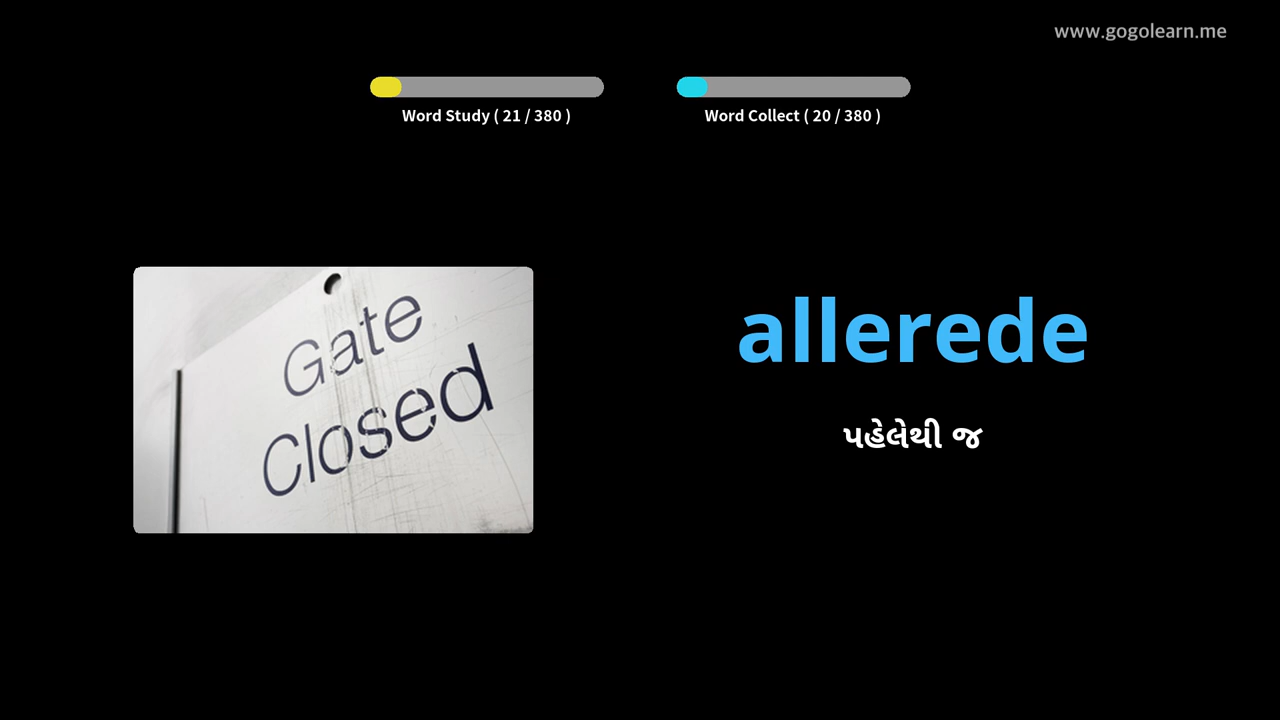 www.gogolearn.me
Word Study ( 21 / 380 )
Word Collect ( 20 / 380 )
Gate
Closed
allerede
પહેલેથી જ